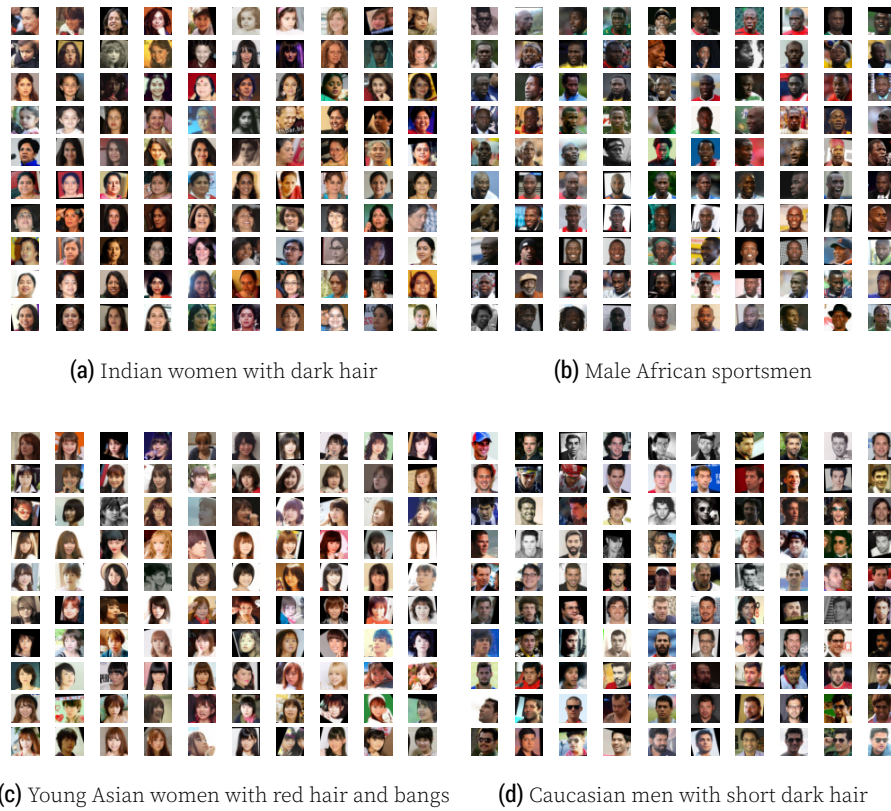 (a) Indian women with dark hair
(b) Male African sportsmen
(c) Young Asian women with red hair and bangs
(d) Caucasian men with short dark hair